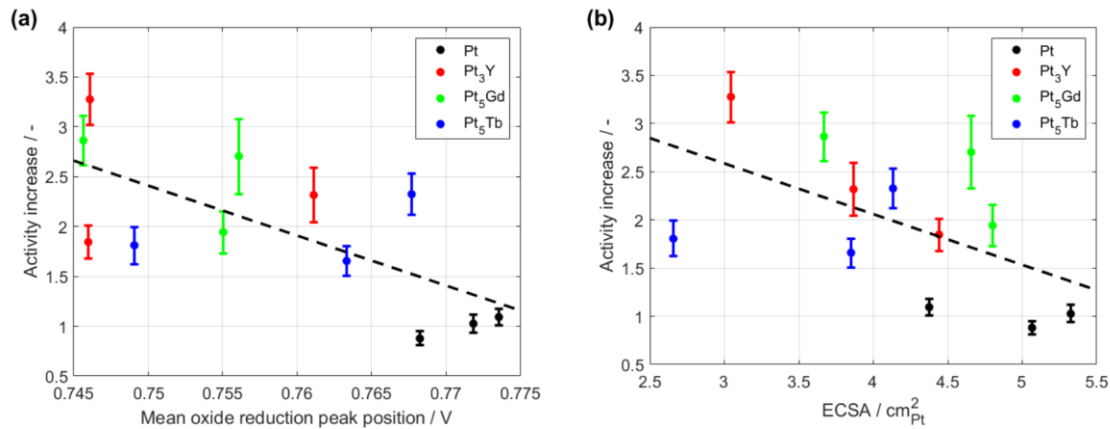 (a)
4
3.5
3
2.5
2
1.5
1
0.5
Activity increase / -
Pt
Pt₃Y
Pt₅Gd
Pt₅Tb
0.745 0.75 0.755 0.76 0.765 0.77 0.775
Mean oxide reduction peak position / V
(b)
4
3.5
3
2.5
2
1.5
1
0.5
Activity increase / -
Pt
Pt₃Y
Pt₅Gd
Pt₅Tb
2.5 3 3.5 4 4.5 5 5.5
ECSA / cm²Pt